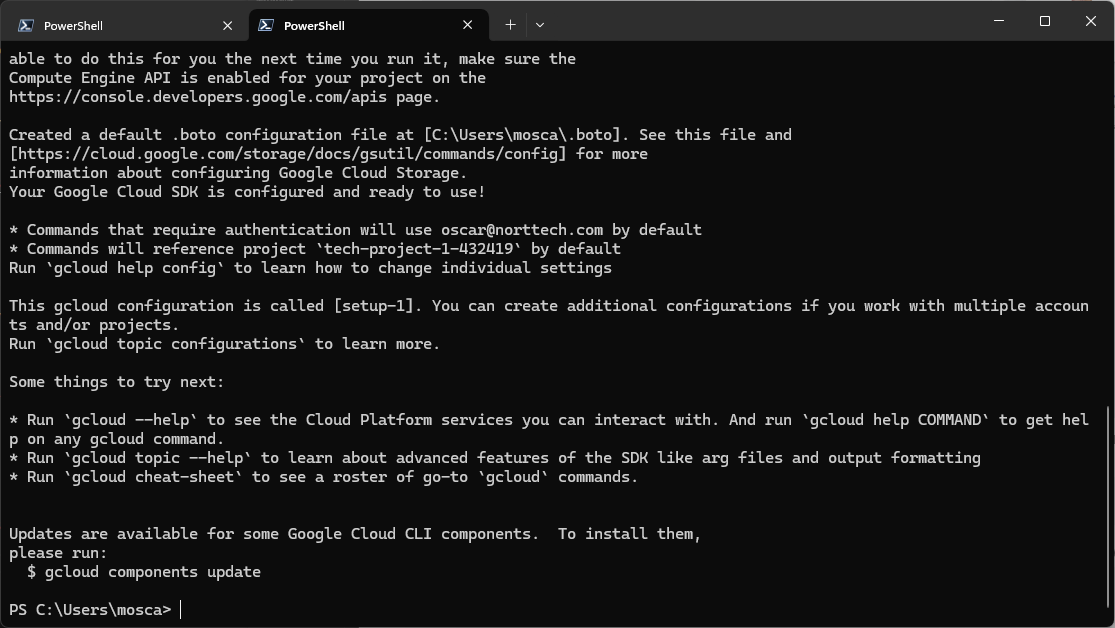 PowerShell
PowerShell
able to do this for you the next time you run it, make sure the
Compute Engine API is enabled for your project on the
https://console.developers.google.com/apis page.
Created a default .boto configuration file at [C:\Users\mosca\.boto]. See this file and
[https://cloud.google.com/storage/docs/gsutil/commands/config] for more
information about configuring Google Cloud Storage.
Your Google Cloud SDK is configured and ready to use!
* Commands that require authentication will use oscar@norttech.com by default
* Commands will reference project `tech-project-1-432419` by default
Run `gcloud help config` to learn how to change individual settings
This gcloud configuration is called [setup-1]. You can create additional configurations if you work with multiple accoun
ts and/or projects.
Run `gcloud topic configurations` to learn more.
Some things to try next:
* Run `gcloud --help` to see the Cloud Platform services you can interact with. And run `gcloud help COMMAND` to get hel
p on any gcloud command.
* Run `gcloud topic --help` to learn about advanced features of the SDK like arg files and output formatting
* Run `gcloud cheat-sheet` to see a roster of go-to `gcloud` commands.
Updates are available for some Google Cloud CLI components.  To install them,
please run:
  $ gcloud components update
PS C:\Users\mosca>